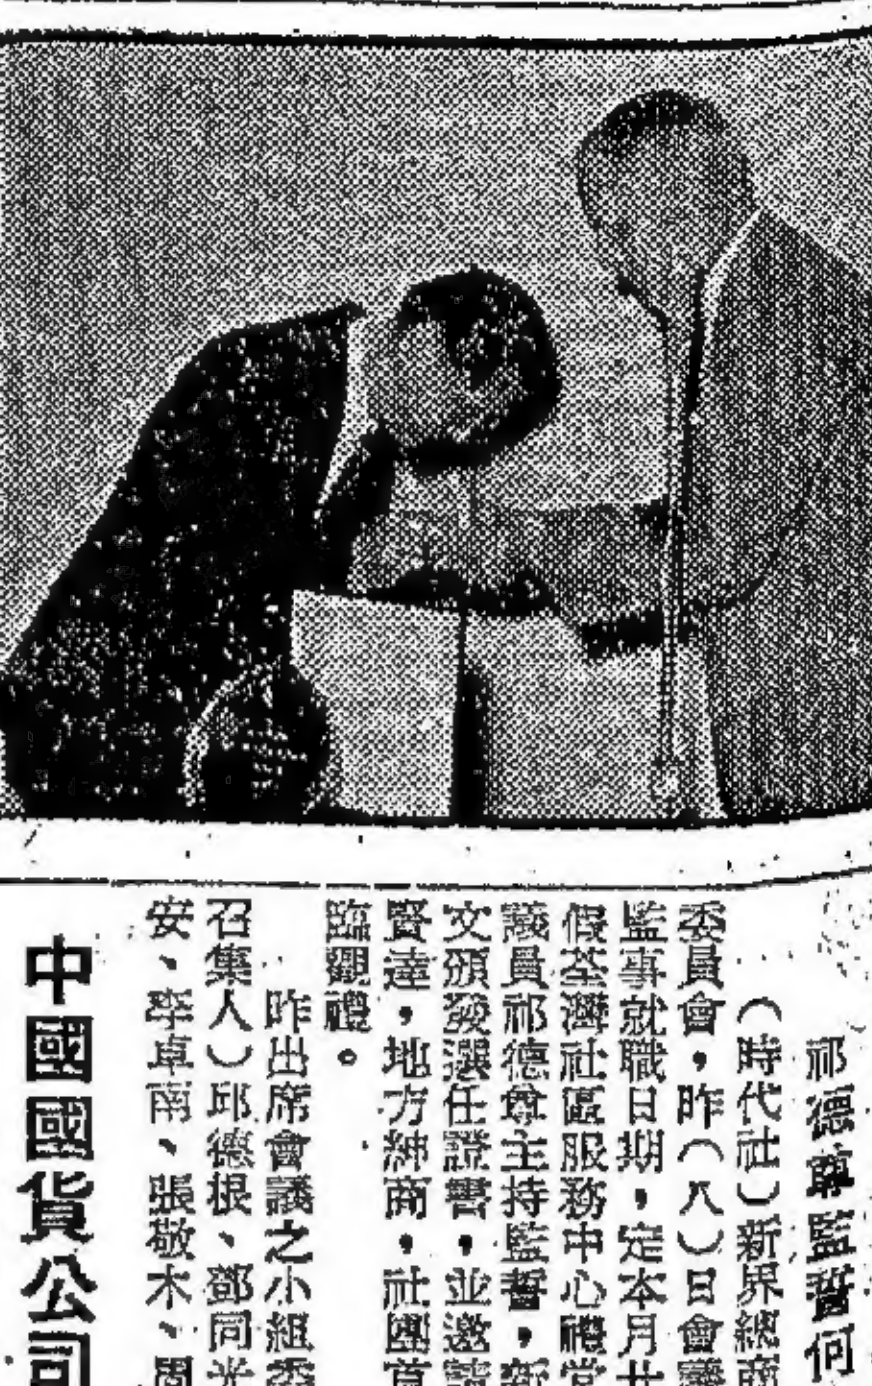 祁德尊監誓何
（時代社）新界總商
委員會，昨（八）日會議
監事就職日期，定本月廿
假荃灣社區服務中心禮堂
議員祁德尊主持監誓，新
文頒發選任證書，並邀請
賢達，地方紳商，社團首
臨觀禮。
昨出席會議之小組委
召集人）邱德根、鄧同光
安、李卓南、張敬木、周
中國國貨公司